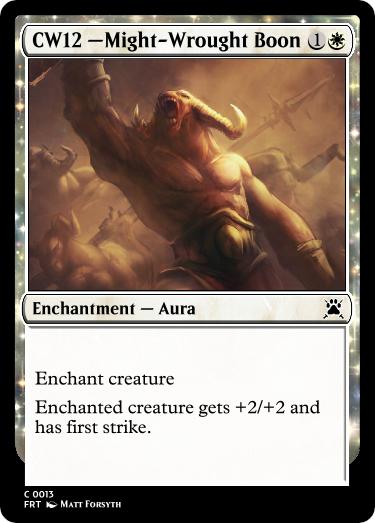 CW12 —Might-Wrought Boon 1
Enchantment — Aura
Enchant creature
Enchanted creature gets +2/+2 and
has first strike.
C 0013
FRT Matt Forsyth